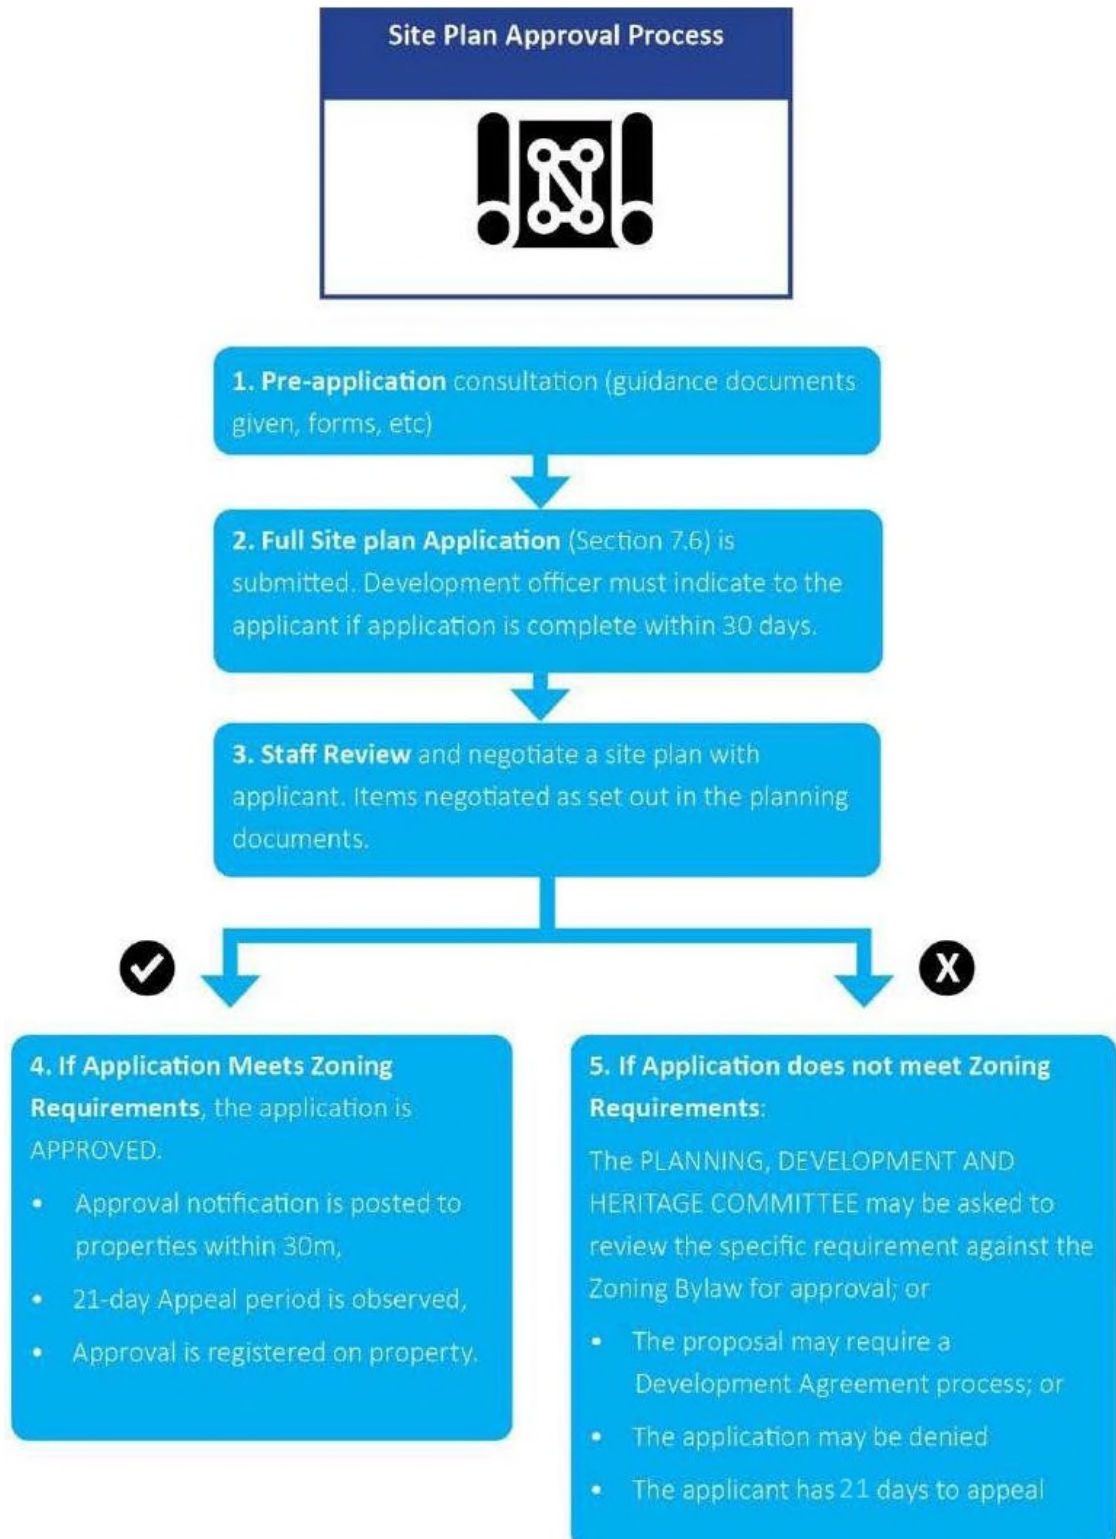 Site Plan Approval Process
1. Pre-application consultation (guidance documents
given, forms, etc)
2. Full Site plan Application (Section 7.6) is
submitted. Development officer must indicate to the
applicant if application is complete within 30 days.
3. Staff Review and negotiate a site plan with
applicant. Items negotiated as set out in the planning
documents.
X
4. If Application Meets Zoning
Requirements, the application is
APPROVED.
• Approval notification is posted to
properties within 30m,
• 21-day Appeal period is observed,
• Approval is registered on property.
5. If Application does not meet Zoning
Requirements:
The PLANNING, DEVELOPMENT AND
HERITAGE COMMITTEE may be asked to
review the specific requirement against the
Zoning Bylaw for approval; or
• The proposal may require a
Development Agreement process; or
• The application may be denied
• The applicant has 21 days to appeal